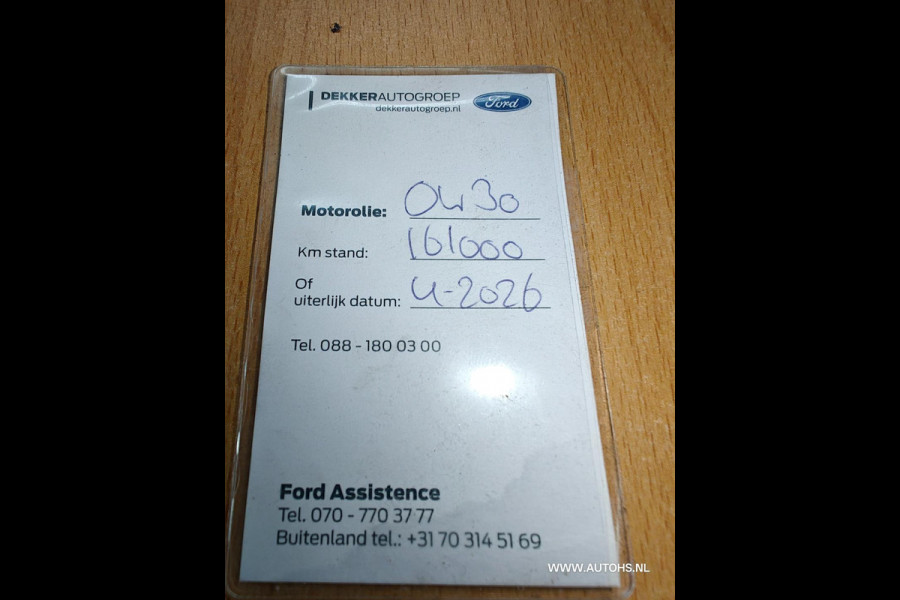 DEKKERAUTOGROEP
dekkerautogroep.nl
Ford
Motorolie: 0w30
Km stand: 161000
Of
uiterlijk datum: 4-2026
Tel. 088 - 180 03 00
Ford Assistence
Tel. 070 - 770 37 77
Buitenland tel.: +31 70 314 51 69
WWW.AUTOHS.NL